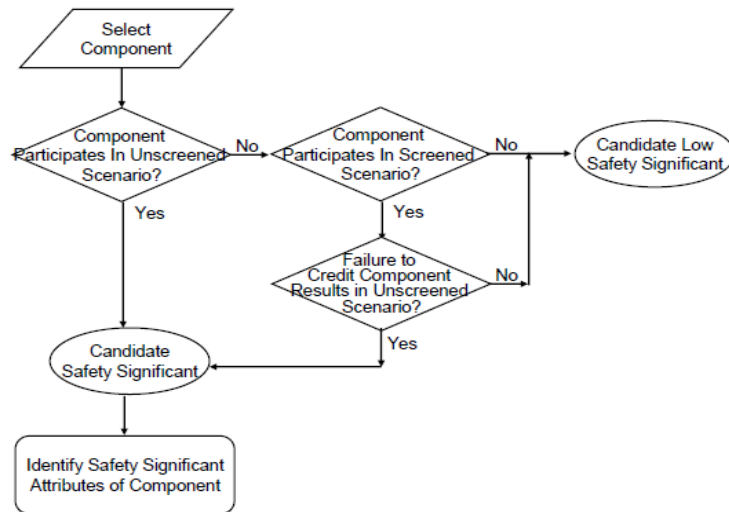 Select
Component
Component
Participates In Unscreened
Scenario?
No
Component
Participates In Screened
Scenario?
No
Candidate Low
Safety Significant
Yes
Yes
Failure to
Credit Component
Results in Unscreened
Scenario?
No
Yes
Candidate
Safety Significant
Identify Safety Significant
Attributes of Component